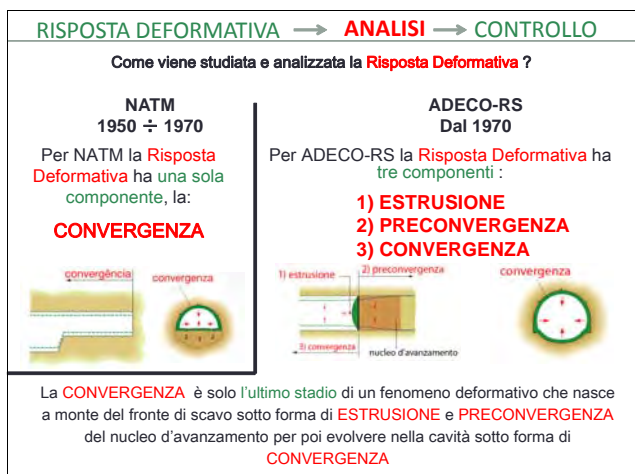 RISPOSTA DEFORMATIVA → ANALISI → CONTROLLO
Come viene studiata e analizzata la Risposta Deformativa ?
NATM
1950 ÷ 1970
Per NATM la Risposta
Deformativa ha una sola
componente, la:
CONVERGENZA
convergência
convergenza
ADECO-RS
Dal 1970
Per ADECO-RS la Risposta Deformativa ha
tre componenti :
1) ESTRUSIONE
2) PRECONVERGENZA
3) CONVERGENZA
1) estrusione
2) preconvergenza
3) convergenza
nucleo d'avanzamento
convergenza
La CONVERGENZA è solo l'ultimo stadio di un fenomeno deformativo che nasce
a monte del fronte di scavo sotto forma di ESTRUSIONE e PRECONVERGENZA
del nucleo d'avanzamento per poi evolvere nella cavità sotto forma di
CONVERGENZA